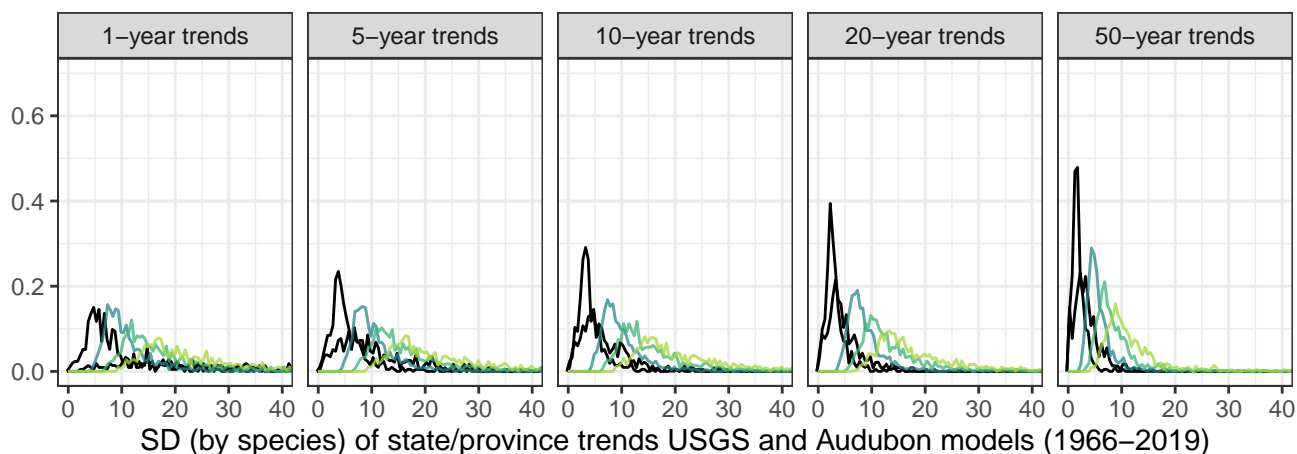 1−year trends 5−year trends 10−year trends 20−year trends 50−year trends
0.6
0.4
0.2
0.0
0 10 20 30 40 0 10 20 30 40 0 10 20 30 40 0 10 20 30 40 0 10 20 30 40
SD (by species) of state/province trends USGS and Audubon models (1966−2019)